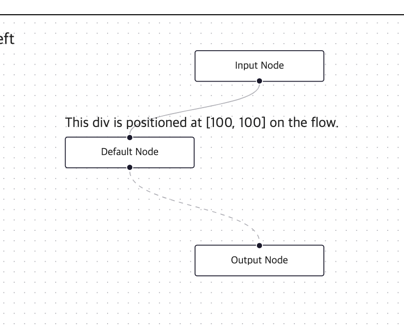 eft
Input Node
This div is positioned at [100, 100] on the flow.
Default Node
Output Node